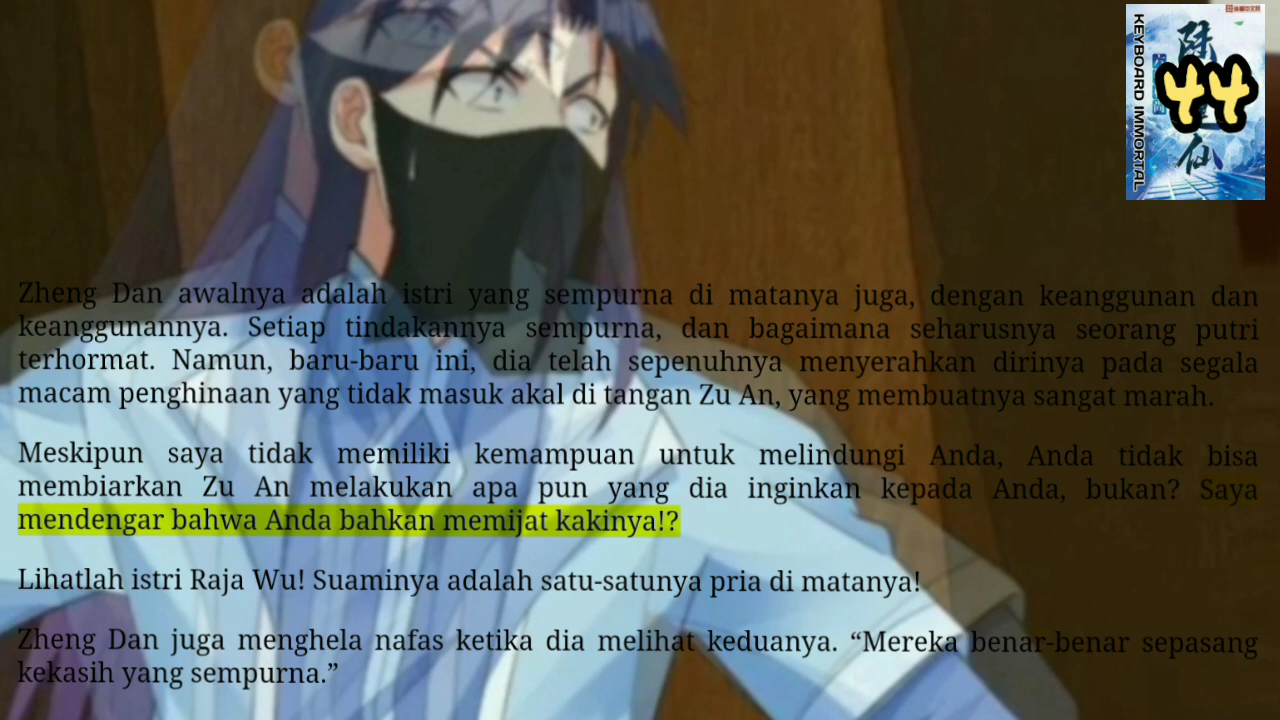 KEYBOARD IMMORTAL
44
仙
Zheng Dan awalnya adalah istri yang sempurna di matanya juga, dengan keanggunan dan
keanggunannya. Setiap tindakannya sempurna, dan bagaimana seharusnya seorang putri
terhormat. Namun, baru-baru ini, dia telah sepenuhnya menyerahkan dirinya pada segala
macam penghinaan yang tidak masuk akal di tangan Zu An, yang membuatnya sangat marah.
Meskipun saya tidak memiliki kemampuan untuk melindungi Anda, Anda tidak bisa
membiarkan Zu An melakukan apa pun yang dia inginkan kepada Anda, bukan? Saya
mendengar bahwa Anda bahkan memijat kakinya!?
Lihatlah istri Raja Wu! Suaminya adalah satu-satunya pria di matanya!
Zheng Dan juga menghela nafas ketika dia melihat keduanya. “Mereka benar-benar sepasang
kekasih yang sempurna.”